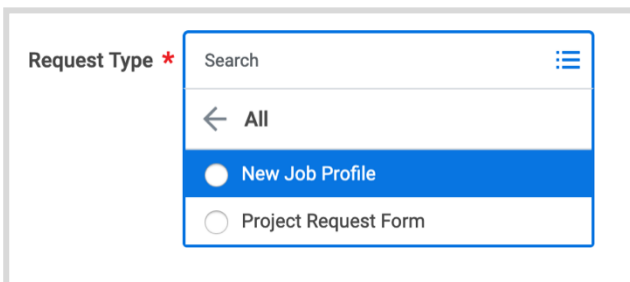 Request Type *
Search
All
New Job Profile
Project Request Form